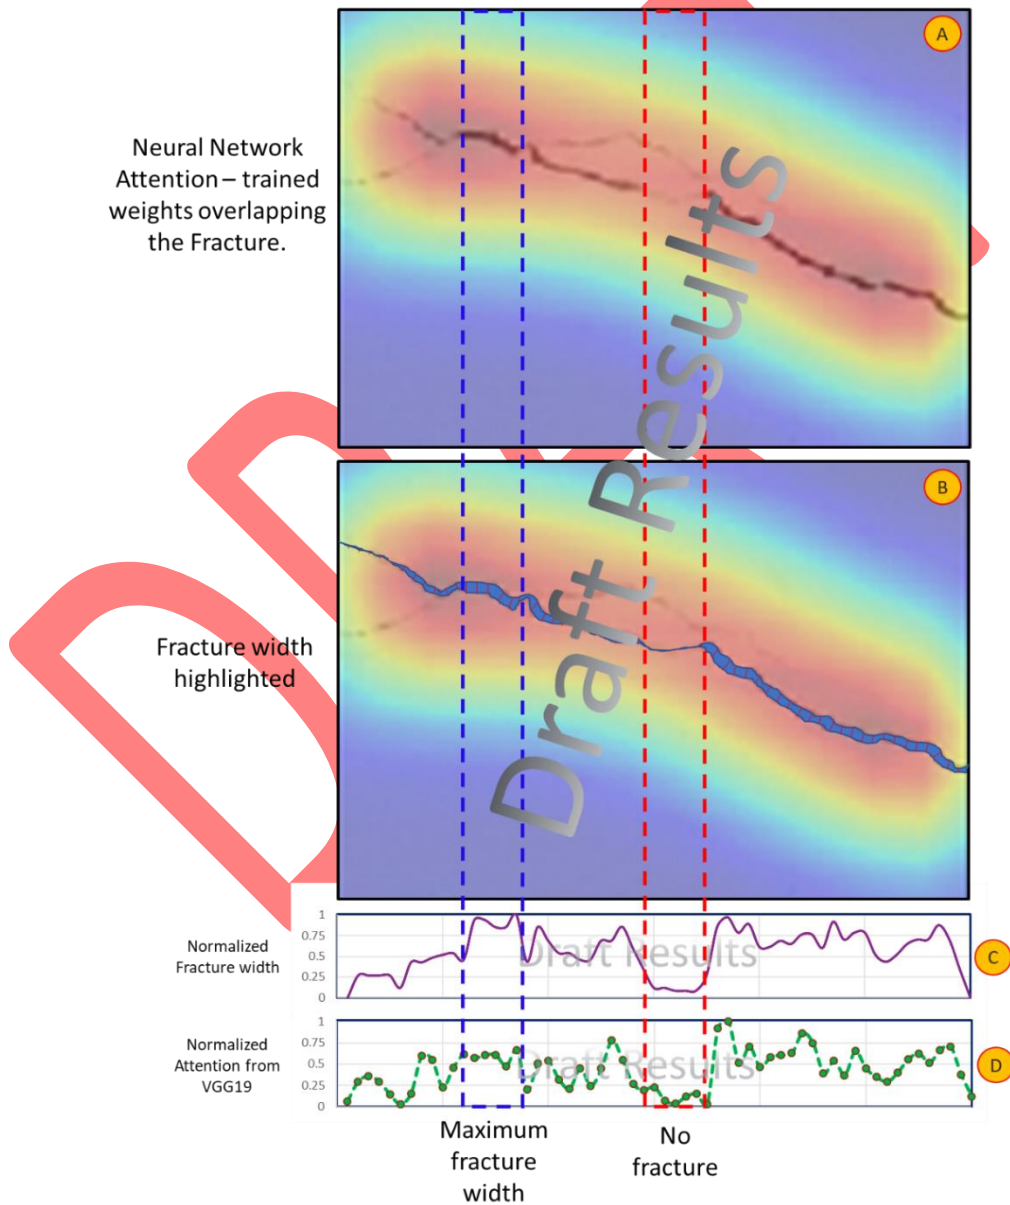 A
Neural Network
Attention – trained
weights overlapping
the Fracture.
Draft Results
B
Fracture width
highlighted
Normalized
Fracture width
1
0.75
0.5
0.25
0
Draft Results
C
Normalized
Attention from
VGG19
1
0.75
0.5
0.25
0
Draft Results
D
Maximum
fracture
width
No
fracture